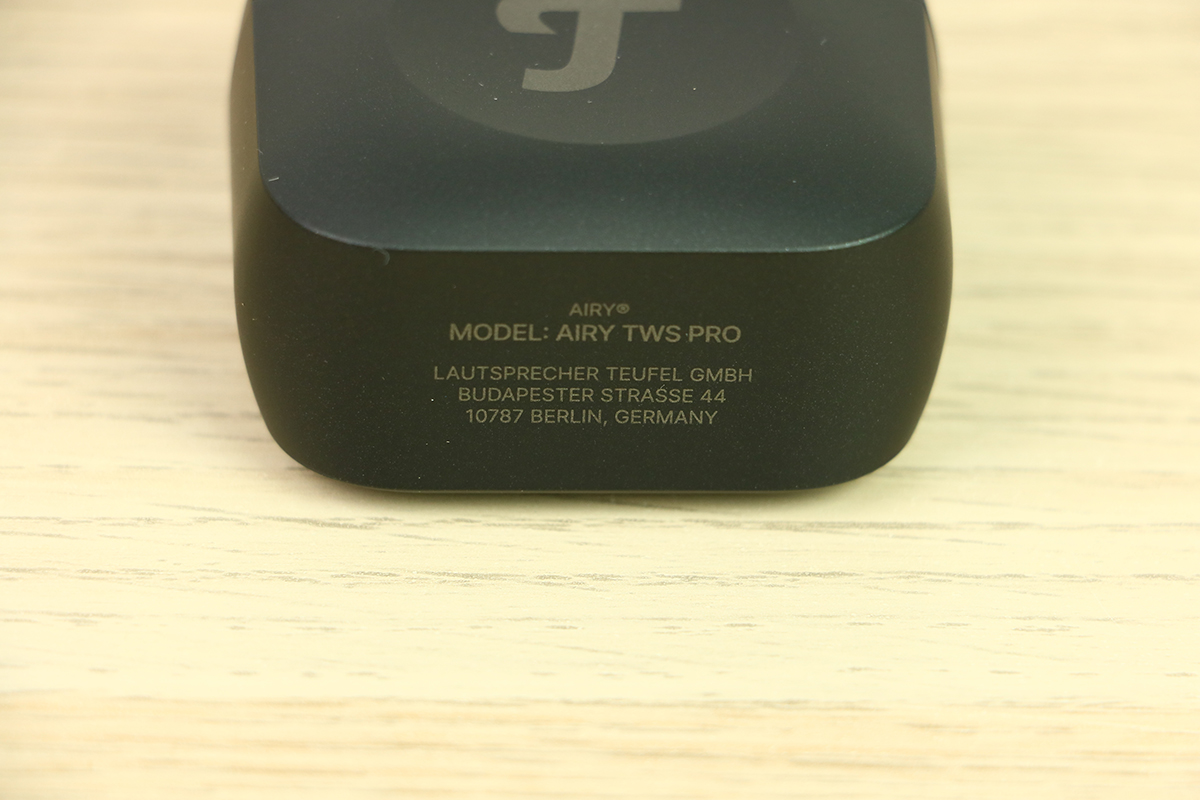 AIRY®
MODEL: AIRY TWS PRO
LAUTSPRECHER TEUFEL GMBH
BUDAPESTER STRASSE 44
10787 BERLIN, GERMANY